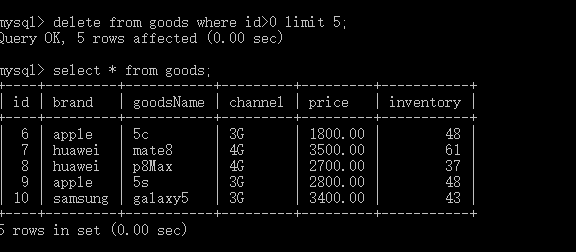 mysql> delete from goods where id>0 limit 5;
Query OK, 5 rows affected (0.00 sec)
mysql> select * from goods;
+----+---------+-----------+---------+---------+-----------+
| id | brand | goodsName | channel | price | inventory |
+----+---------+-----------+---------+---------+-----------+
| 6 | apple | 5c | 3G | 1800.00 | 48 |
| 7 | huawei | mate8 | 4G | 3500.00 | 61 |
| 8 | huawei | p8Max | 4G | 2700.00 | 37 |
| 9 | apple | 5s | 3G | 2800.00 | 48 |
| 10 | samsung | galaxy5 | 3G | 3400.00 | 43 |
+----+---------+-----------+---------+---------+-----------+
5 rows in set (0.00 sec)